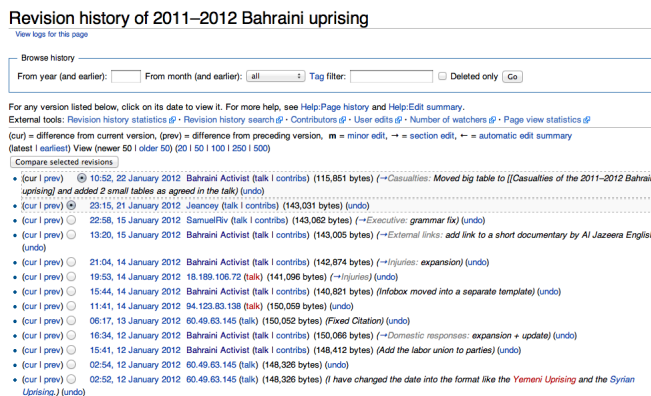 Revision history of 2011–2012 Bahraini uprising
View logs for this page
Browse history
From year (and earlier): From month (and earlier): all Tag filter: Deleted only Go
For any version listed below, click on its date to view it. For more help, see Help:Page history and Help:Edit summary.
External tools: Revision history statistics · Revision history search · Contributors · User edits · Number of watchers · Page view statistics
(cur) = difference from current version, (prev) = difference from preceding version, m = minor edit, → = section edit, ← = automatic edit summary
(latest | earliest) View (newer 50 | older 50) (20 | 50 | 100 | 250 | 500)
Compare selected revisions
• (cur | prev) 10:52, 22 January 2012 Bahraini Activist (talk | contribs) (115,851 bytes) (→Casualties: Moved big table to [[Casualties of the 2011–2012 Bahrain
uprising] and added 2 small tables as agreed in the talk) (undo)
• (cur | prev) 23:15, 21 January 2012 Jeancey (talk | contribs) (143,031 bytes) (undo)
• (cur | prev) 22:58, 15 January 2012 SamuelRiv (talk | contribs) (143,062 bytes) (→Executive: grammar fix) (undo)
• (cur | prev) 13:20, 15 January 2012 Bahraini Activist (talk | contribs) (143,005 bytes) (→External links: add link to a short documentary by Al Jazeera English
(undo)
• (cur | prev) 21:04, 14 January 2012 Bahraini Activist (talk | contribs) (142,874 bytes) (→Injuries: expansion) (undo)
• (cur | prev) 19:53, 14 January 2012 18.189.106.72 (talk) (141,096 bytes) (→Injuries) (undo)
• (cur | prev) 15:44, 14 January 2012 Bahraini Activist (talk | contribs) (140,821 bytes) (Infobox moved into a separate template) (undo)
• (cur | prev) 11:41, 14 January 2012 94.123.83.138 (talk) (150,059 bytes) (undo)
• (cur | prev) 06:17, 13 January 2012 60.49.63.145 (talk) (150,052 bytes) (Fixed Citation) (undo)
• (cur | prev) 16:34, 12 January 2012 Bahraini Activist (talk | contribs) (150,066 bytes) (→Domestic responses: expansion + update) (undo)
• (cur | prev) 15:41, 12 January 2012 Bahraini Activist (talk | contribs) (148,412 bytes) (Add the labor union to parties) (undo)
• (cur | prev) 02:54, 12 January 2012 60.49.63.145 (talk) (148,326 bytes) (undo)
• (cur | prev) 02:52, 12 January 2012 60.49.63.145 (talk) (148,326 bytes) (I have changed the date into the format like the Yemeni Uprising and the Syrian
Uprising.) (undo)